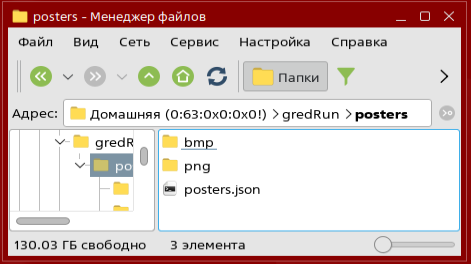 posters - Менеджер файлов
Файл Вид Сеть Сервис Настройка Справка
Папки
Адрес: Домашняя (0:63:0x0:0x0!) > gredRun > posters
gredR
po
bmp
png
posters.json
130.03 ГБ свободно 3 элемента